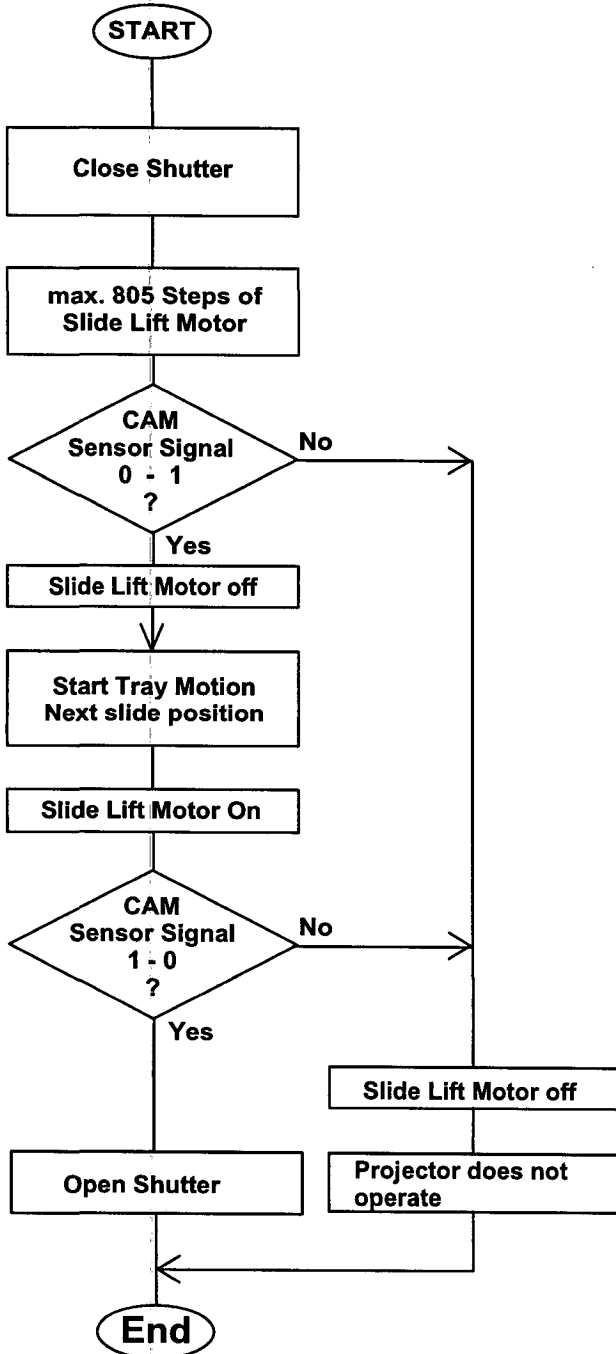 START
Close Shutter
max. 805 Steps of
Slide Lift Motor
CAM
Sensor Signal
0 - 1
?
No
Yes
Slide Lift Motor off
Start Tray Motion
Next slide position
Slide Lift Motor On
CAM
Sensor Signal
1 - 0
?
No
Yes
Slide Lift Motor off
Open Shutter
Projector does not
operate
End